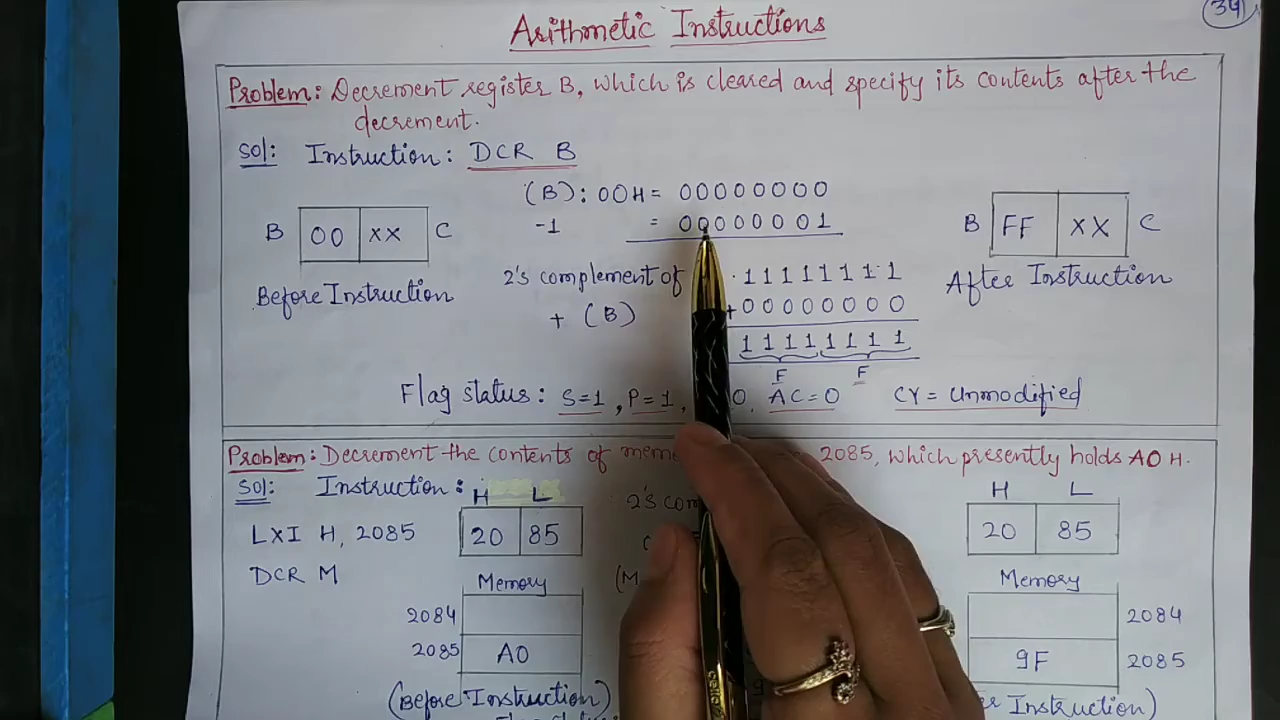 34
Arithmetic Instructions
Problem: Decrement register B, which is cleared and specify its contents after the
decrement.
Sol: Instruction: DCR B
(B): 00H = 00000000
-1 = 00000001
B 00 XX C
Before Instruction
2's complement of 11111111
+ (B) +00000000
11111111
F F
B FF XX C
After Instruction
Flag status: S=1, P=1, 0, AC=0 CY = Unmodified
Problem: Decrement the contents of 2085, which presently holds A0 H.
Sol: Instruction:
LXI H, 2085
DCR M
H L
20 85
Memory
2084
2085 A0
(Before Instruction)
2's
H L
20 85
Memory
2084
9F 2085
Instruction)